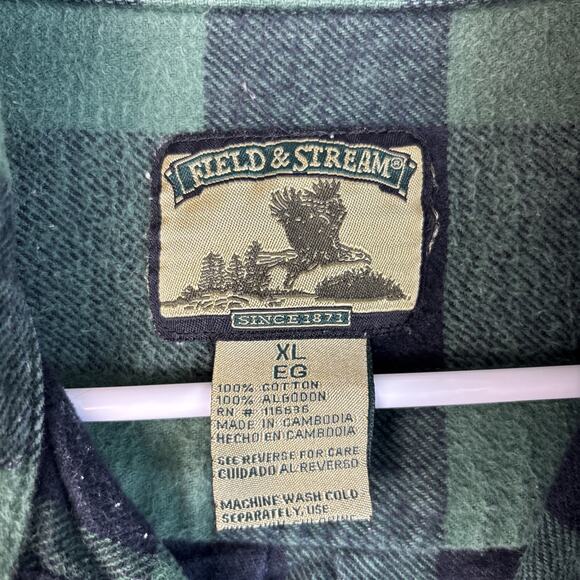 FIELD & STREAM®
SINCE 1871
XL
EG
100% COTTON
100% ALGODON
RN # 116636
MADE IN CAMBODIA
HECHO EN CAMBODIA
SEE REVERSE FOR CARE
CUIDADO AL REVERSO
MACHINE WASH COLD
SEPARATELY, USE